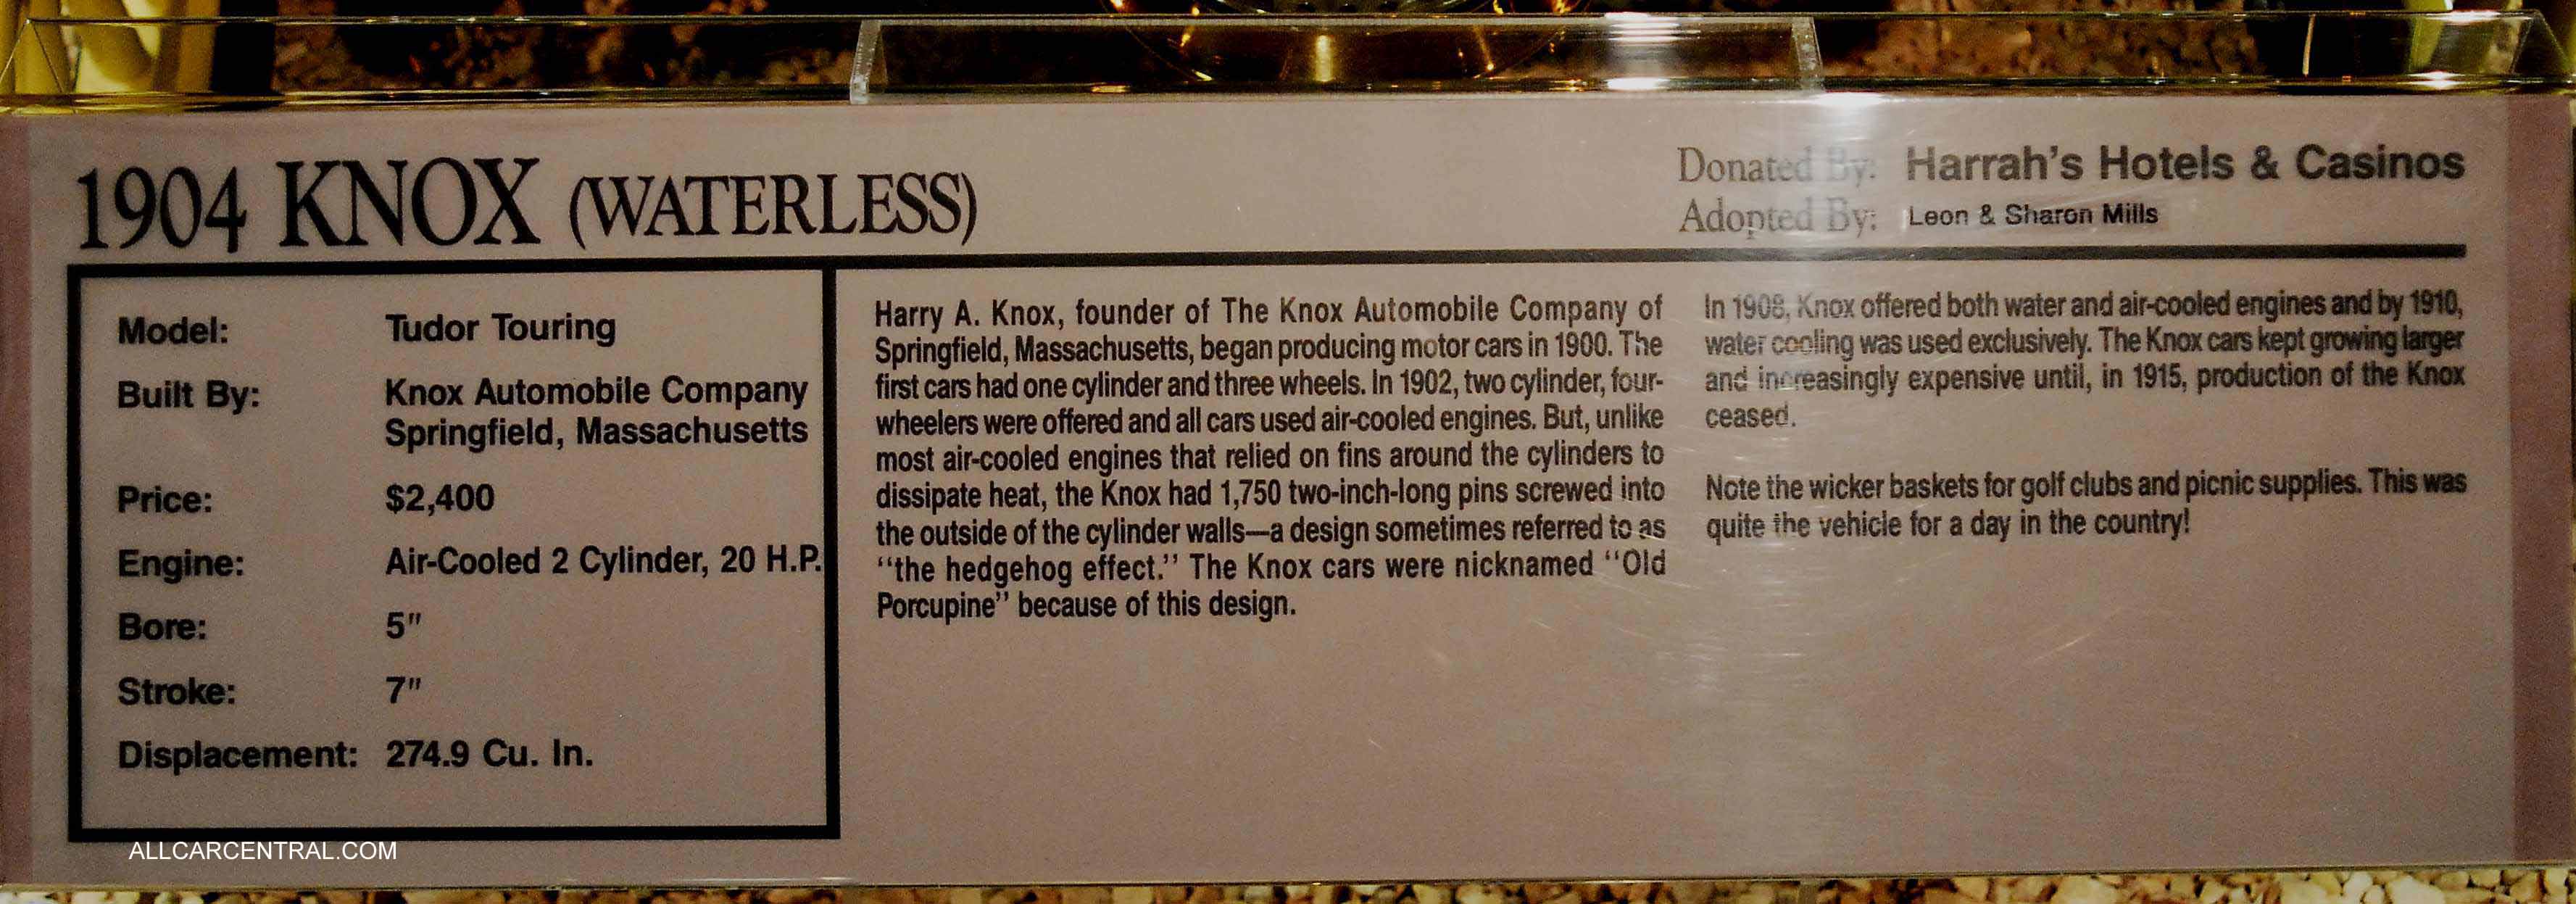 1904 KNOX (WATERLESS)
Donated By: Harrah's Hotels & Casinos
Adopted By: Leon & Sharon Mills
Model: Tudor Touring
Built By: Knox Automobile Company
Springfield, Massachusetts
Price: $2,400
Engine: Air-Cooled 2 Cylinder, 20 H.P.
Bore: 5"
Stroke: 7"
Displacement: 274.9 Cu. In.
Harry A. Knox, founder of The Knox Automobile Company of
Springfield, Massachusetts, began producing motor cars in 1900. The
first cars had one cylinder and three wheels. In 1902, two cylinder, four-
wheelers were offered and all cars used air-cooled engines. But, unlike
most air-cooled engines that relied on fins around the cylinders to
dissipate heat, the Knox had 1,750 two-inch-long pins screwed into
the outside of the cylinder walls—a design sometimes referred to as
"the hedgehog effect." The Knox cars were nicknamed "Old
Porcupine" because of this design.
In 1908, Knox offered both water and air-cooled engines and by 1910,
water cooling was used exclusively. The Knox cars kept growing larger
and increasingly expensive until, in 1915, production of the Knox
ceased.
Note the wicker baskets for golf clubs and picnic supplies. This was
quite the vehicle for a day in the country!
ALLCARCENTRAL.COM